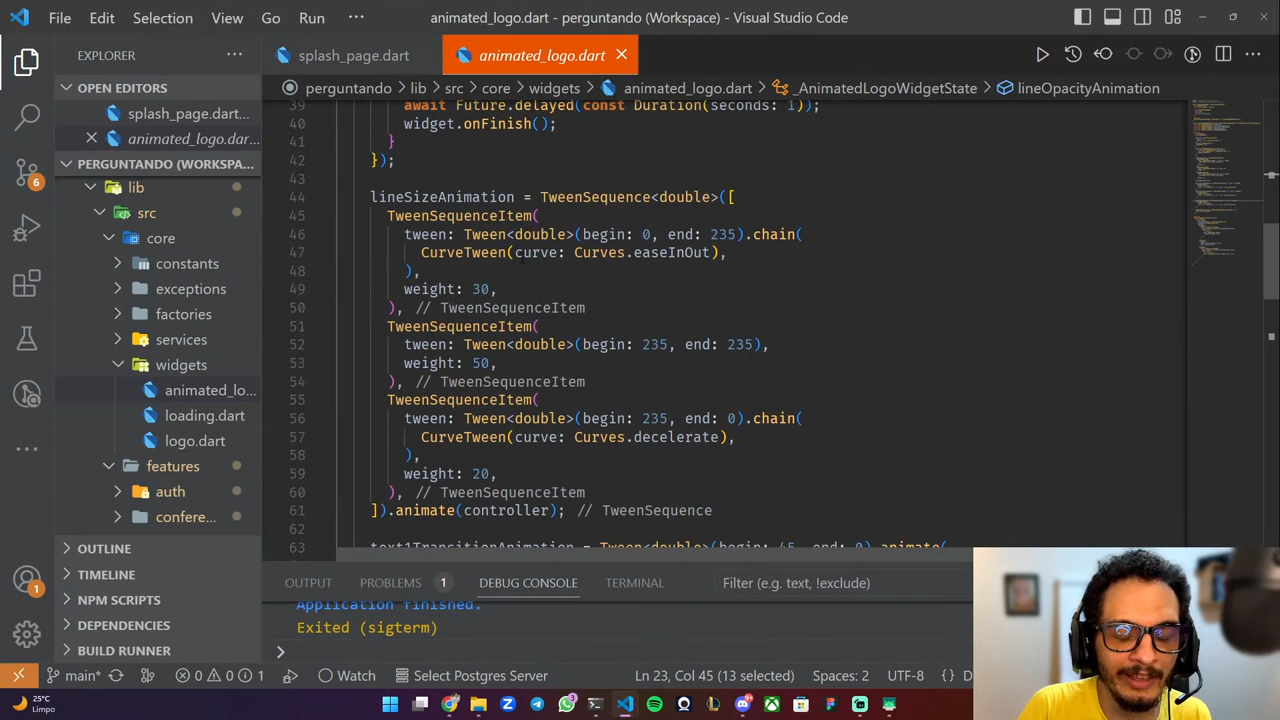 File Edit Selection View Go Run ··· animated_logo.dart - perguntando (Workspace) - Visual Studio Code
EXPLORER
splash_page.dart
animated_logo.dart
OPEN EDITORS
perguntando > lib > src > core > widgets > animated_logo.dart > _AnimatedLogoWidgetState > lineOpacityAnimation
splash_page.dart...
animated_logo.dar...
PERGUNTANDO (WORKSPA...
lib
src
core
constants
exceptions
factories
services
widgets
animated_lo...
loading.dart
logo.dart
features
auth
confere...
OUTLINE
TIMELINE
NPM SCRIPTS
DEPENDENCIES
BUILD RUNNER
6
1
39 await Future.delayed(const Duration(seconds: 1));
40 widget.onFinish();
41 }
42 });
43
44 lineSizeAnimation = TweenSequence<double>([
45 TweenSequenceItem(
46 tween: Tween<double>(begin: 0, end: 235).chain(
47 CurveTween(curve: Curves.easeInOut),
48 ),
49 weight: 30,
50 ), // TweenSequenceItem
51 TweenSequenceItem(
52 tween: Tween<double>(begin: 235, end: 235),
53 weight: 50,
54 ), // TweenSequenceItem
55 TweenSequenceItem(
56 tween: Tween<double>(begin: 235, end: 0).chain(
57 CurveTween(curve: Curves.decelerate),
58 ),
59 weight: 20,
60 ), // TweenSequenceItem
61 ]).animate(controller); // TweenSequence
62
63 text1TransitionAnimation = Tween<double>(begin: 45, end: 0).animate(
OUTPUT PROBLEMS 1 DEBUG CONSOLE TERMINAL Filter (e.g. text, !exclude)
Application finished.
Exited (sigterm)
>
main* 0 0 1 Watch Select Postgres Server Ln 23, Col 45 (13 selected) Spaces: 2 UTF-8 {} D
25°C
Limpo
3